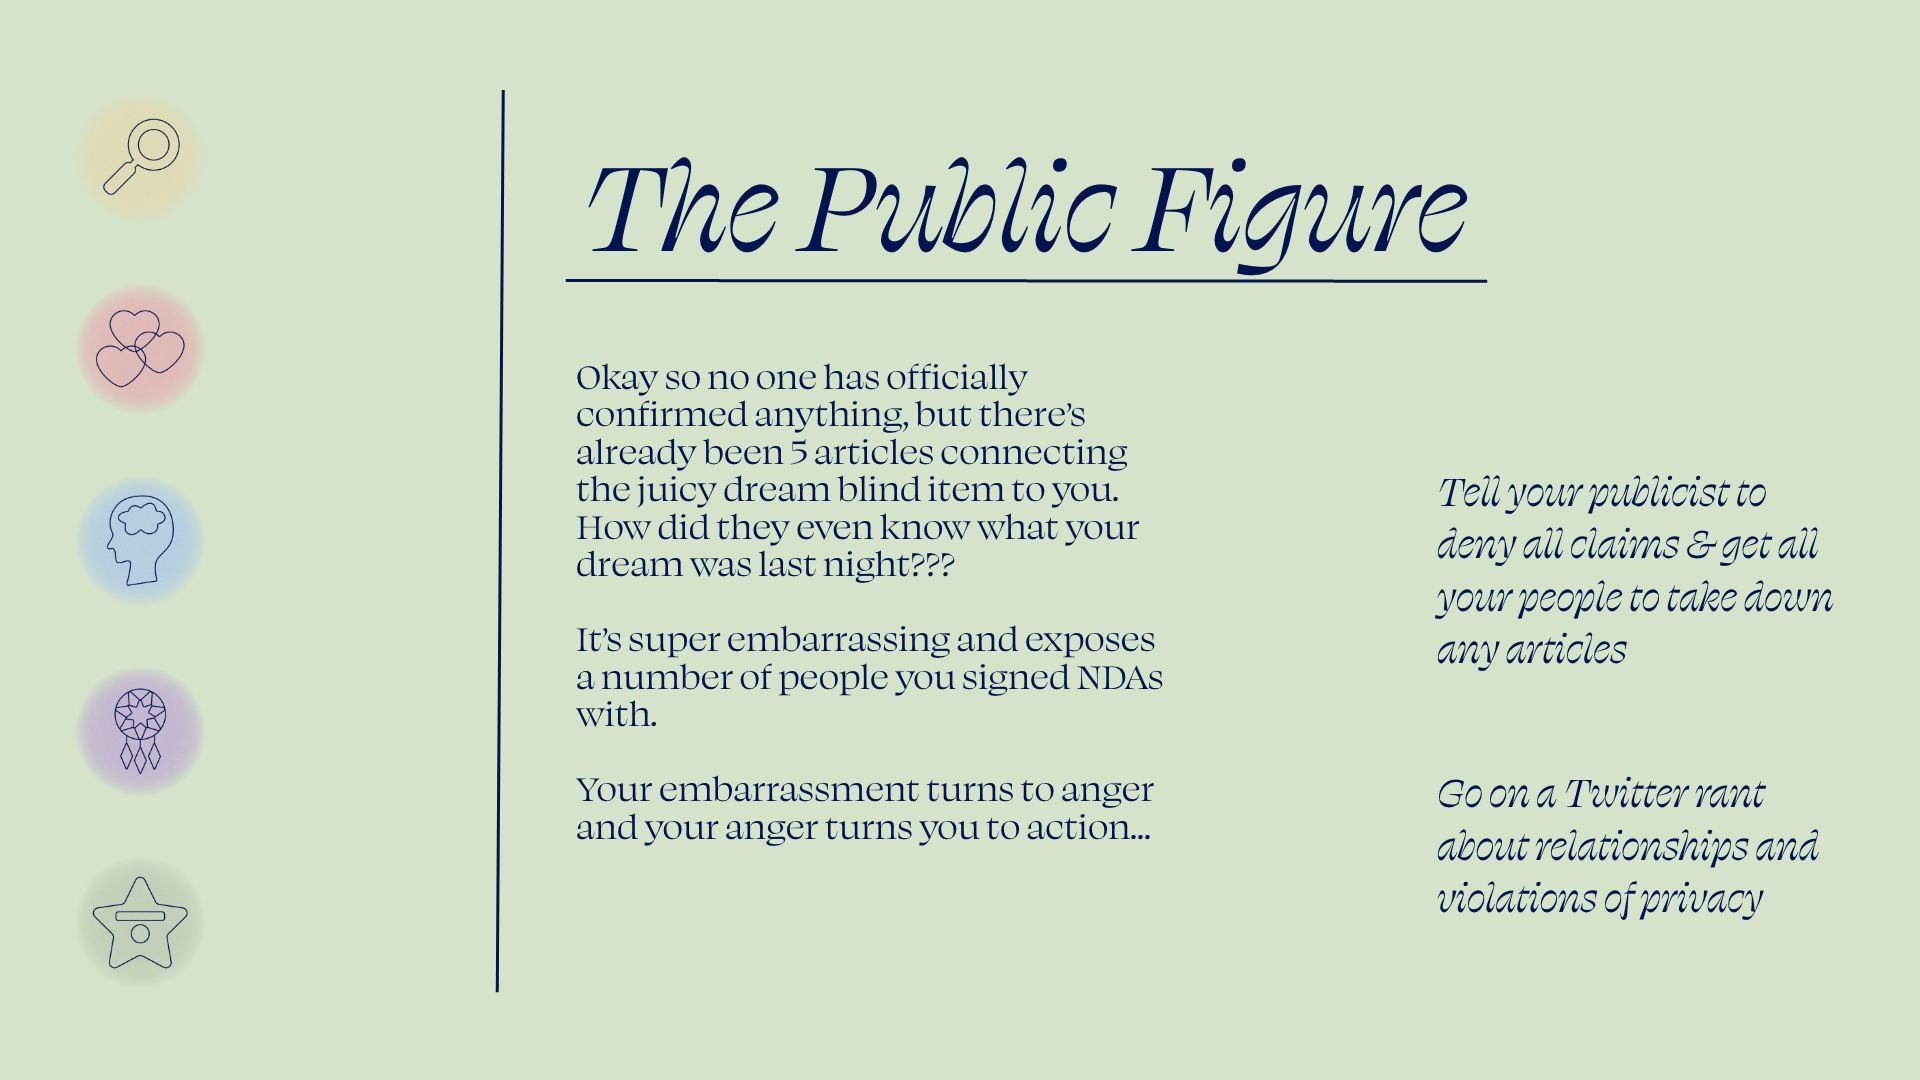 The Public Figure
Okay so no one has officially
confirmed anything, but there's
already been 5 articles connecting
the juicy dream blind item to you.
How did they even know what your
dream was last night???
It's super embarrassing and exposes
a number of people you signed NDAs
with.
Your embarrassment turns to anger
and your anger turns you to action...
Tell your publicist to
deny all claims & get all
your people to take down
any articles
Go on a Twitter rant
about relationships and
violations of privacy